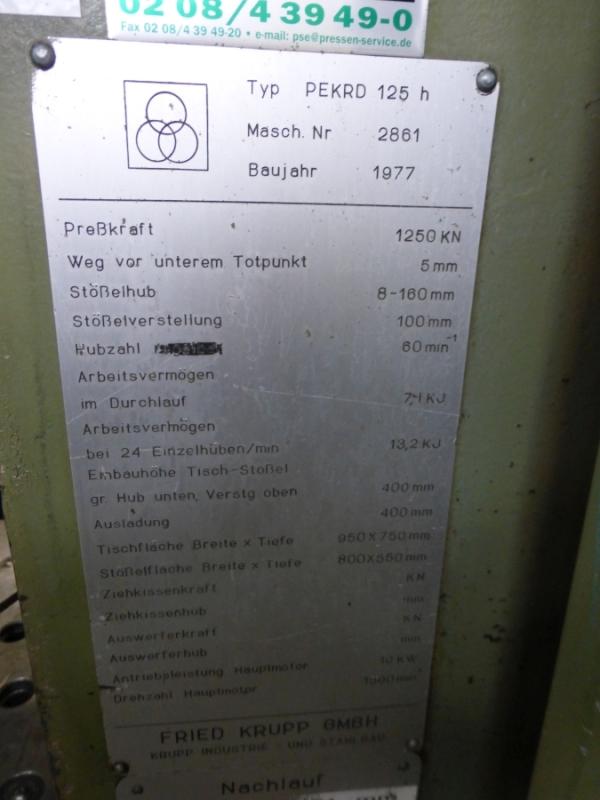 02 08/4 39 49-0
Fax 02 08/4 39 49-20 • e-mail: pse@pressen-service.de
Typ PEKRD 125 h
Masch. Nr 2861
Baujahr 1977
Preßkraft 1250 KN
Weg vor unterem Totpunkt 5 mm
Stößelhub 8-160 mm
Stößelverstellung 100 mm
Hubzahl 60 min⁻¹
Arbeitsvermögen
im Durchlauf 7,1 KJ
Arbeitsvermögen
bei 24 Einzelhüben/min 13,2 KJ
Einbauhöhe Tisch-Stößel
gr. Hub unten, Verstg oben 400 mm
Ausladung 400 mm
Tischfläche Breite x Tiefe 950 X 750 mm
Stößelfläche Breite x Tiefe 800X550 mm
Ziehkissenkraft KN
Ziehkissenhub mm
Auswerferkraft KN
Auswerferhub mm
Antriebsleistung Hauptmotor 10 KW
Drehzahl Hauptmotor
FRIED KRUPP GMBH
KRUPP INDUSTRIE - UND STAHLBAU
Nachlauf
mm